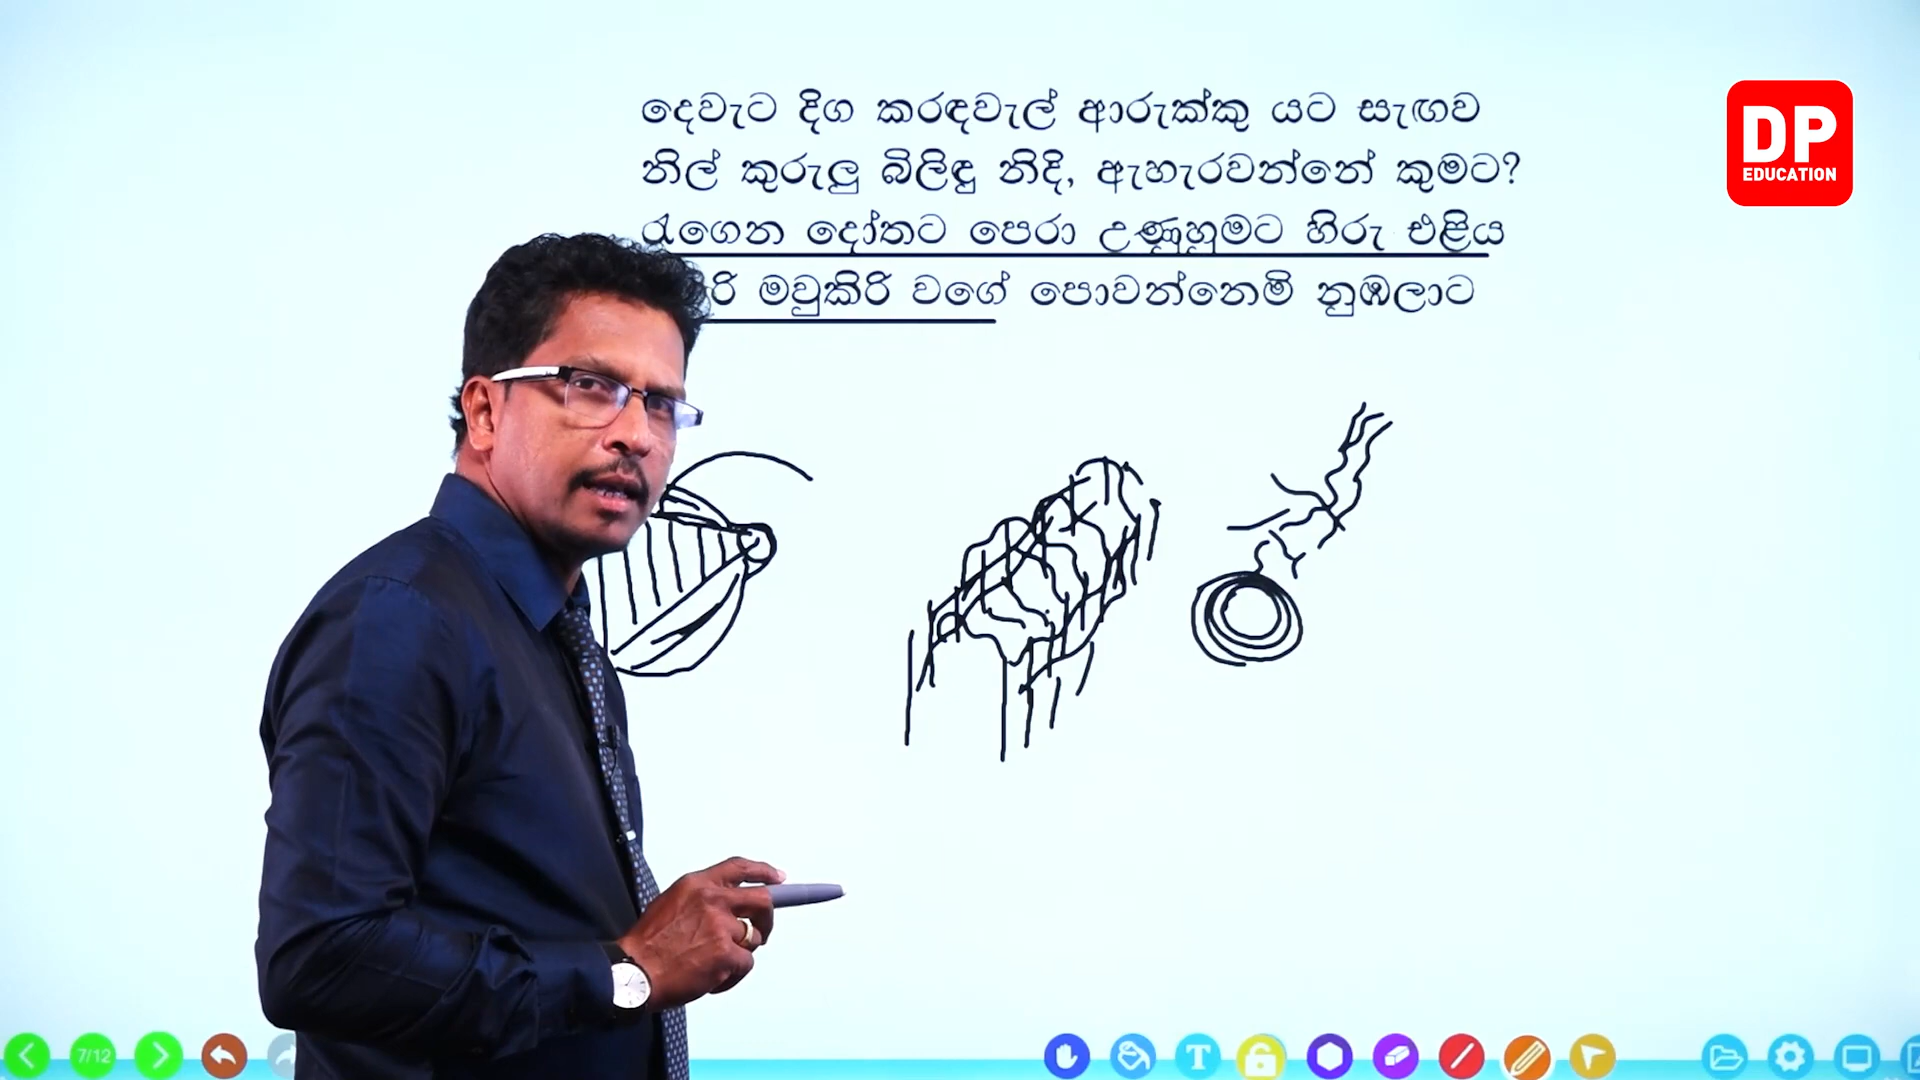 දෙවැට දිග කරඳවැල් ආරුක්කු යට සැඟව
නිල් කුරුලු බිලිඳු නිදි, ඇහැරවන්නේ කුමට?
රැගෙන දෝතට පෙරා උණුහුමට හිරු එළිය
මවුකිරි වගේ පොවන්නෙමි නුඹලාට
DP
EDUCATION
7/12
T